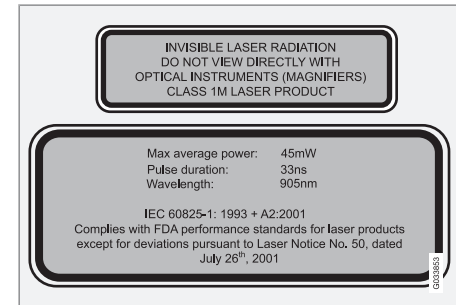 INVISIBLE LASER RADIATION
DO NOT VIEW DIRECTLY WITH
OPTICAL INSTRUMENTS (MAGNIFIERS)
CLASS 1M LASER PRODUCT
Max average power: 45mW
Pulse duration: 33ns
Wavelength: 905nm
IEC 60825-1: 1993 + A2:2001
Complies with FDA performance standards for laser products
except for deviations pursuant to Laser Notice No. 50, dated
July 26th, 2001
G033853